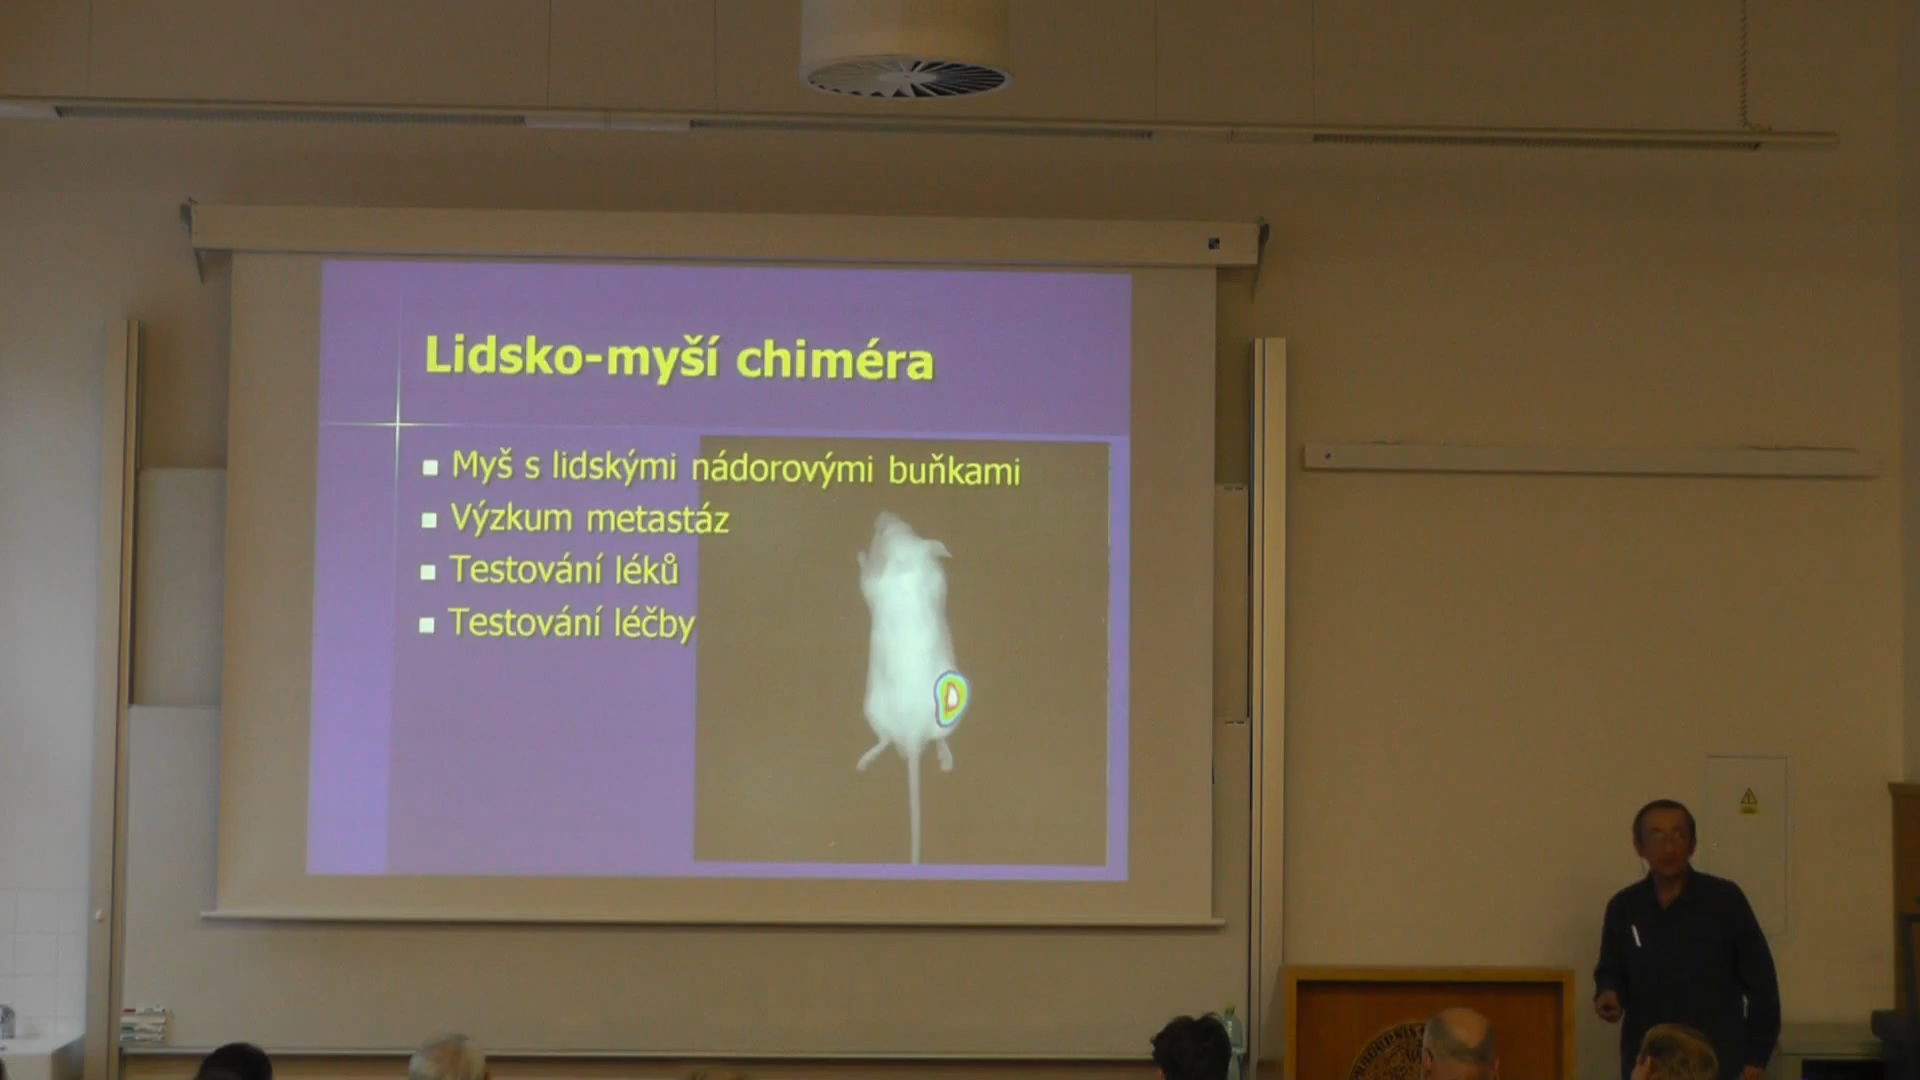 Lidsko-myší chiméra
Myš s lidskými nádorovými buňkami
Výzkum metastáz
Testování léků
Testování léčby